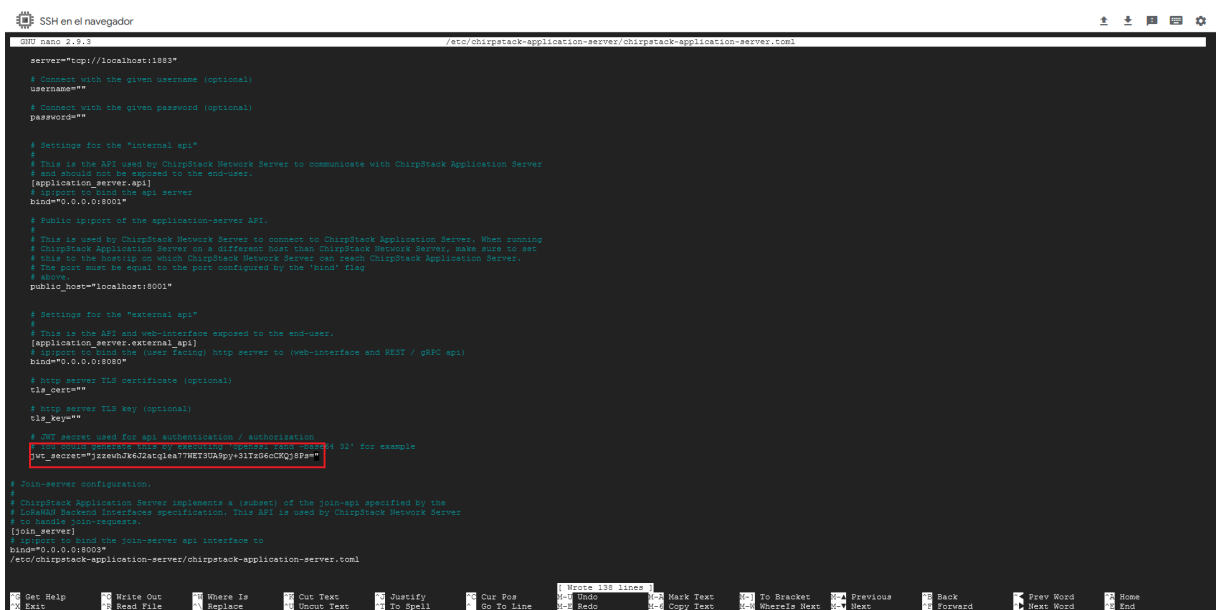 SSH en el navegador
GNU nano 2.9.3 /etc/chirpstack-application-server/chirpstack-application-server.toml
server="tcp://localhost:1883"
# Connect with the given username (optional)
username=""
# Connect with the given password (optional)
password=""
# Settings for the "internal api"
#
# This is the API used by ChirpStack Network Server to communicate with ChirpStack Application Server
# and should not be exposed to the end-user.
[application_server.api]
# ip:port to bind the api server
bind="0.0.0.0:8001"
# Public ip:port of the application-server API.
#
# This is used by ChirpStack Network Server to connect to ChirpStack Application Server. When running
# ChirpStack Application Server on a different host than ChirpStack Network Server, make sure to set
# this to the host:ip on which ChirpStack Network Server can reach ChirpStack Application Server.
# The port must be equal to the port configured by the 'bind' flag
# above.
public_host="localhost:8001"
# Settings for the "external api"
#
# This is the API and web-interface exposed to the end-user.
[application_server.external_api]
# ip:port to bind the (user facing) http server to (web-interface and REST / gRPC api)
bind="0.0.0.0:8080"
# http server TLS certificate (optional)
tls_cert=""
# http server TLS key (optional)
tls_key=""
# JWT secret used for api authentication / authorization
# You could generate this by executing 'openssl rand -base64 32' for example
jwt_secret="jzzewhJk6J2atq1ea77WET3UA9py+3lTzG6cCKQj8Ps="
# Join-server configuration.
#
# ChirpStack Application Server implements a (subset) of the join-api specified by the
# LoRaWAN Backend Interfaces specification. This API is used by ChirpStack Network Server
# to handle join-requests.
[join_server]
# ip:port to bind the join-server api interface to
bind="0.0.0.0:8003"
/etc/chirpstack-application-server/chirpstack-application-server.toml
[ Wrote 138 lines ]
^G Get Help ^O Write Out ^W Where Is ^K Cut Text ^J Justify ^C Cur Pos M-U Undo M-A Mark Text M-] To Bracket M-▲ Previous ^B Back ^◀ Prev Word ^A Home
^X Exit ^R Read File ^\ Replace ^U Uncut Text ^T To Spell ^_ Go To Line M-E Redo M-6 Copy Text M-W WhereIs Next M-▼ Next ^F Forward ^▶ Next Word ^E End